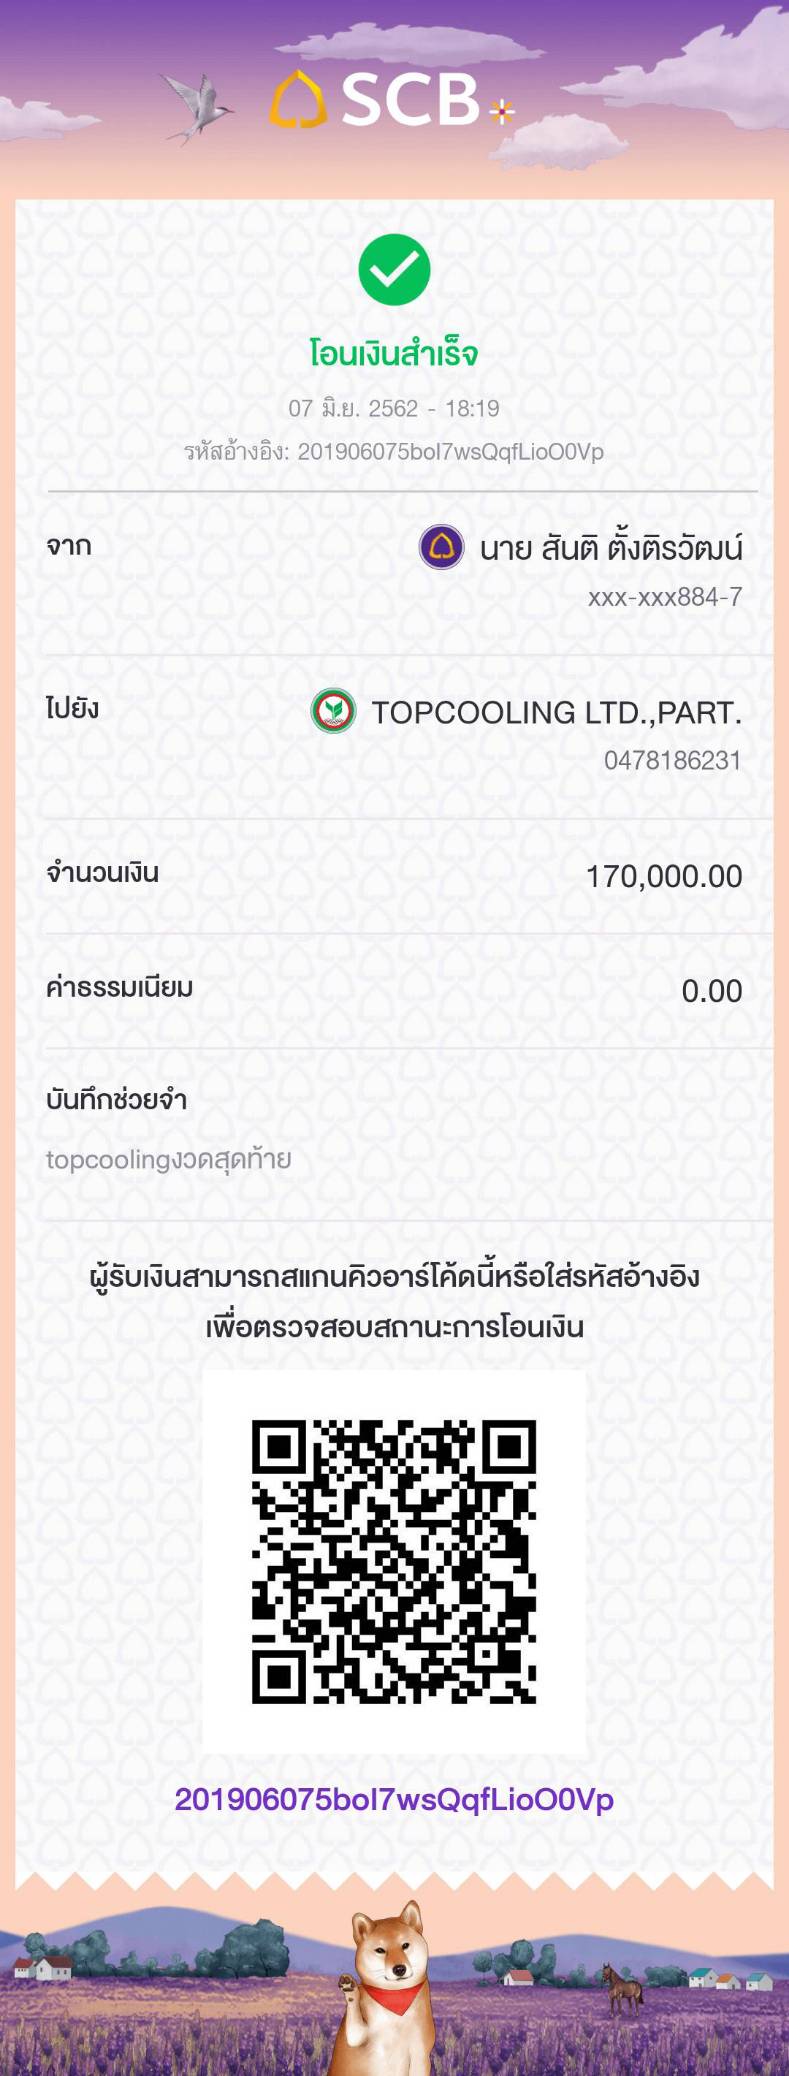 SCB
โอนเงินสำเร็จ
07 มิ.ย. 2562 - 18:19
รหัสอ้างอิง: 201906075boI7wsQqfLioO0Vp
จาก
นาย สันติ ตั้งติรวัฒน์
xxx-xxx884-7
ไปยัง
TOPCOOLING LTD.,PART.
0478186231
จำนวนเงิน
170,000.00
ค่าธรรมเนียม
0.00
บันทึกช่วยจำ
topcoolingงวดสุดท้าย
ผู้รับเงินสามารถสแกนคิวอาร์โค้ดนี้หรือใส่รหัสอ้างอิง
เพื่อตรวจสอบสถานะการโอนเงิน
201906075boI7wsQqfLioO0Vp